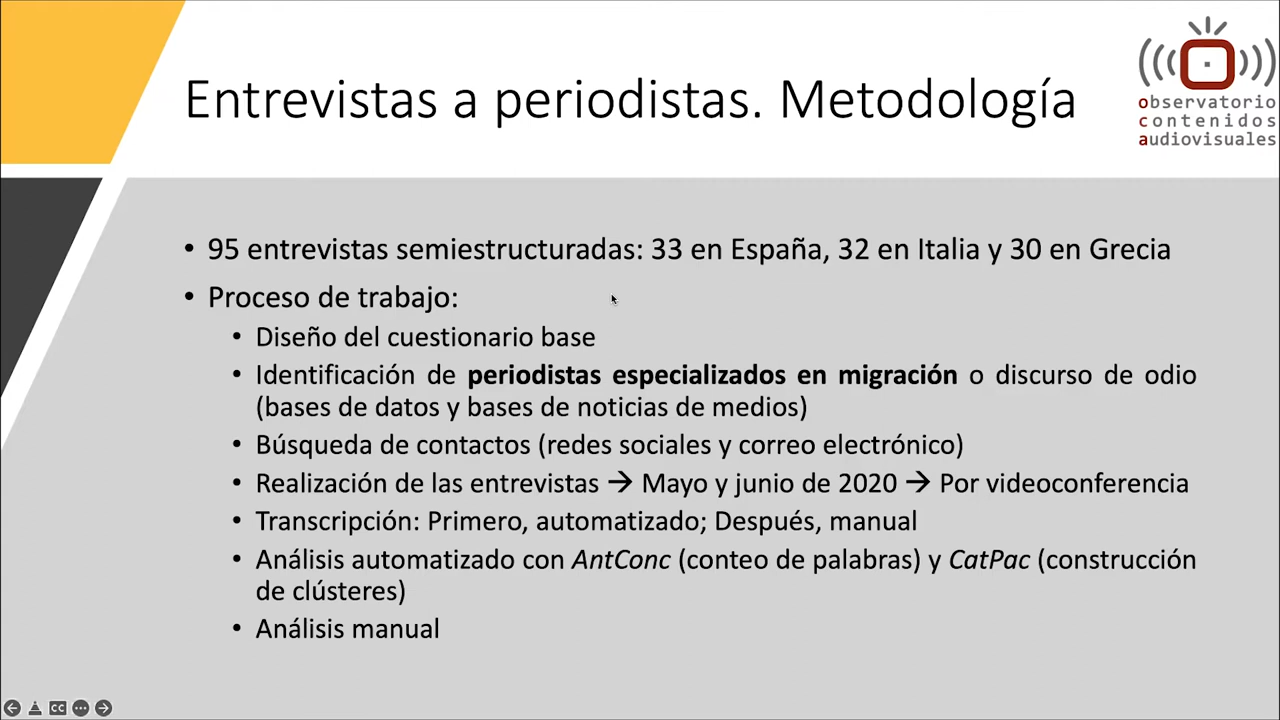 Entrevistas a periodistas. Metodología
observatorio
contenidos
audiovisuales
• 95 entrevistas semiestructuradas: 33 en España, 32 en Italia y 30 en Grecia
• Proceso de trabajo:
• Diseño del cuestionario base
• Identificación de periodistas especializados en migración o discurso de odio
(bases de datos y bases de noticias de medios)
• Búsqueda de contactos (redes sociales y correo electrónico)
• Realización de las entrevistas → Mayo y junio de 2020 → Por videoconferencia
• Transcripción: Primero, automatizado; Después, manual
• Análisis automatizado con AntConc (conteo de palabras) y CatPac (construcción
de clústeres)
• Análisis manual
CC